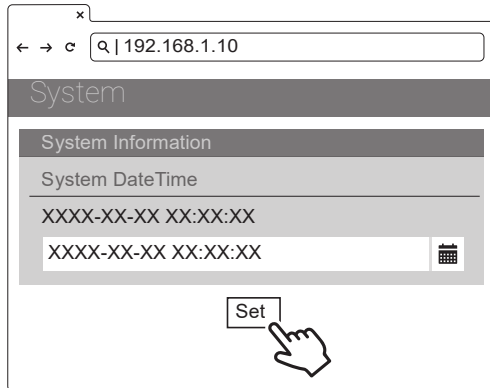 192.168.1.10
System
System Information
System DateTime
XXXX-XX-XX XX:XX:XX
XXXX-XX-XX XX:XX:XX
Set